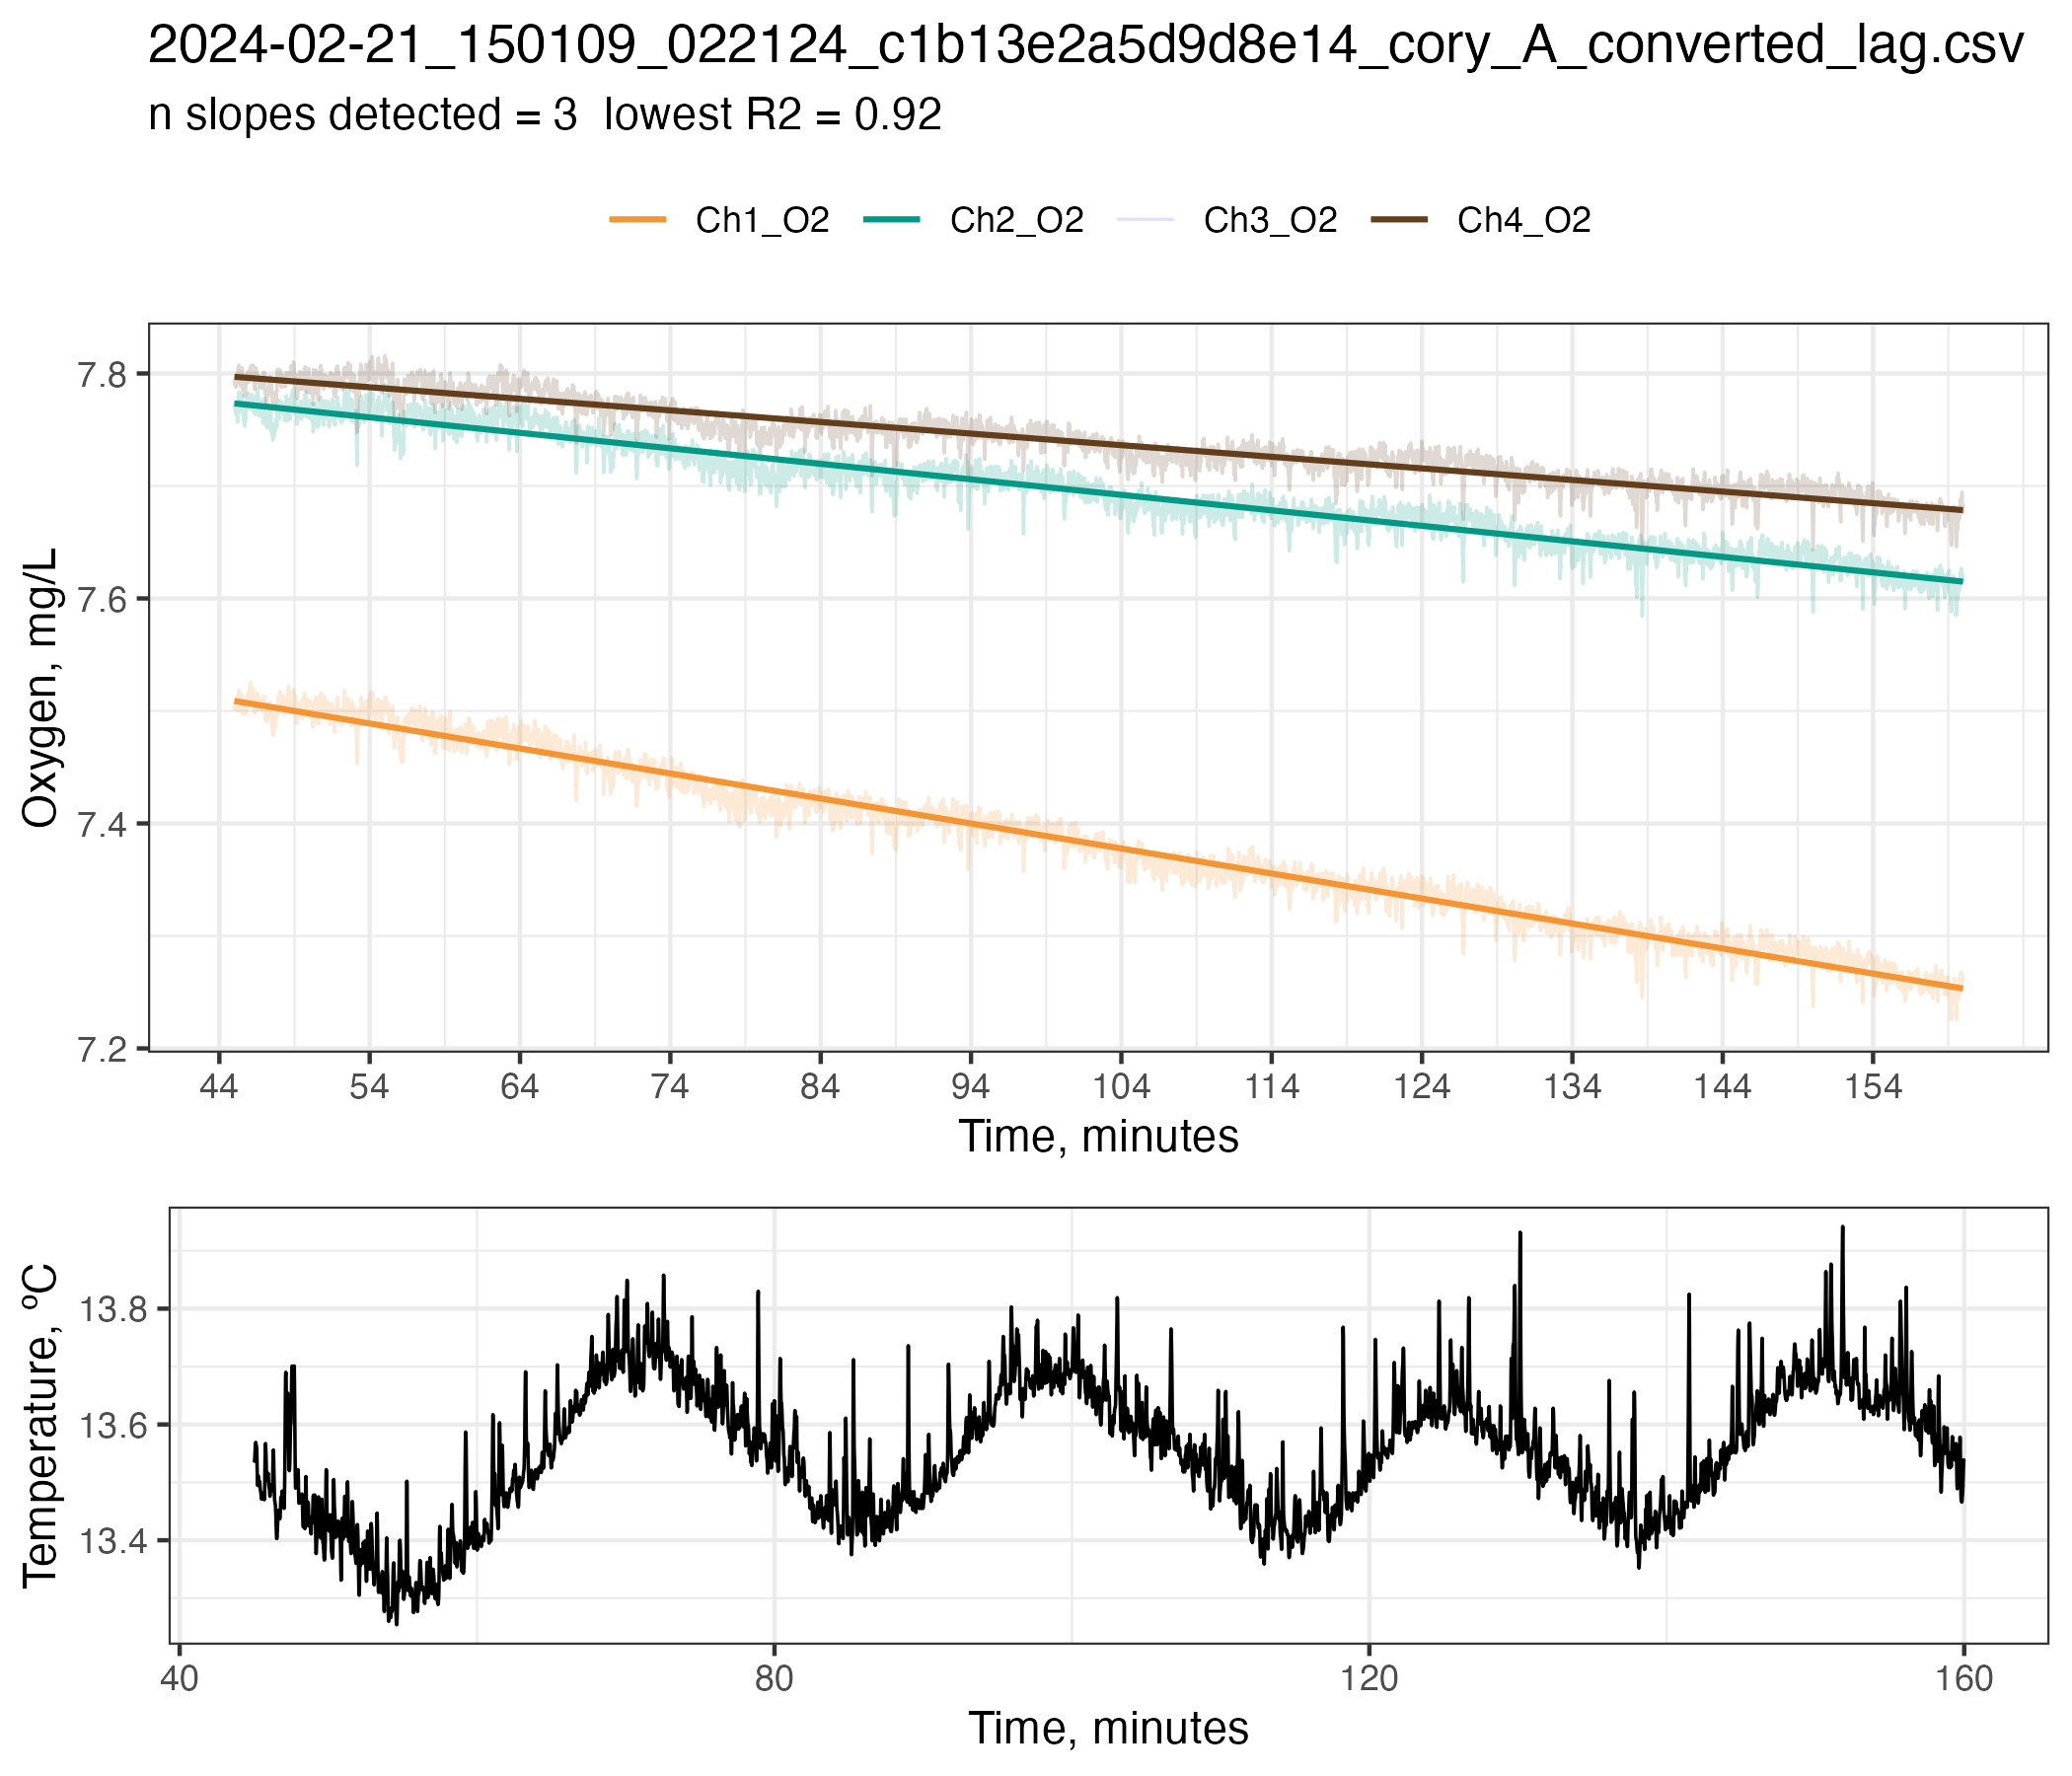 2024-02-21_150109_022124_c1b13e2a5d9d8e14_cory_A_converted_lag.csv
n slopes detected = 3  lowest R2 = 0.92
Ch1_O2 Ch2_O2 Ch3_O2 Ch4_O2
Oxygen, mg/L
7.8
7.6
7.4
7.2
44 54 64 74 84 94 104 114 124 134 144 154
Time, minutes
Temperature, ºC
13.8
13.6
13.4
40 80 120 160
Time, minutes